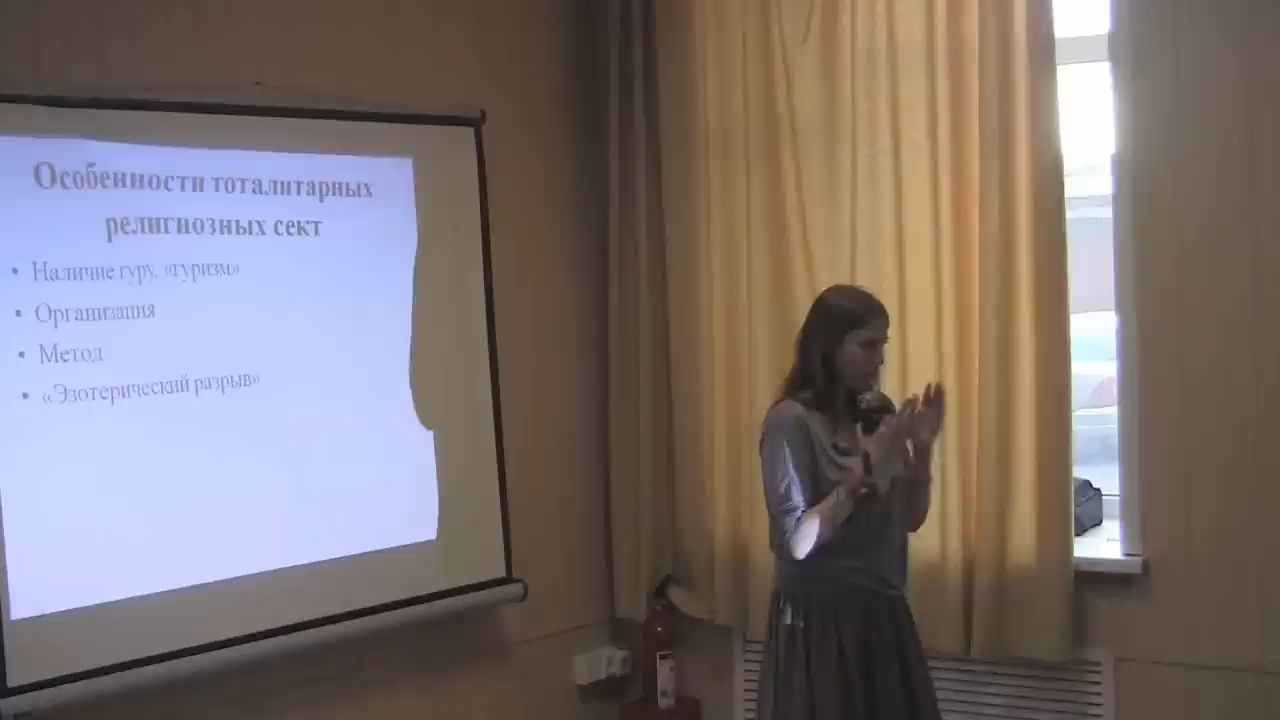 Особенности тоталитарных
религиозных сект
• Наличие гуру, «гуризм»
• Организация
• Метод
• «Эзотерический разрыв»